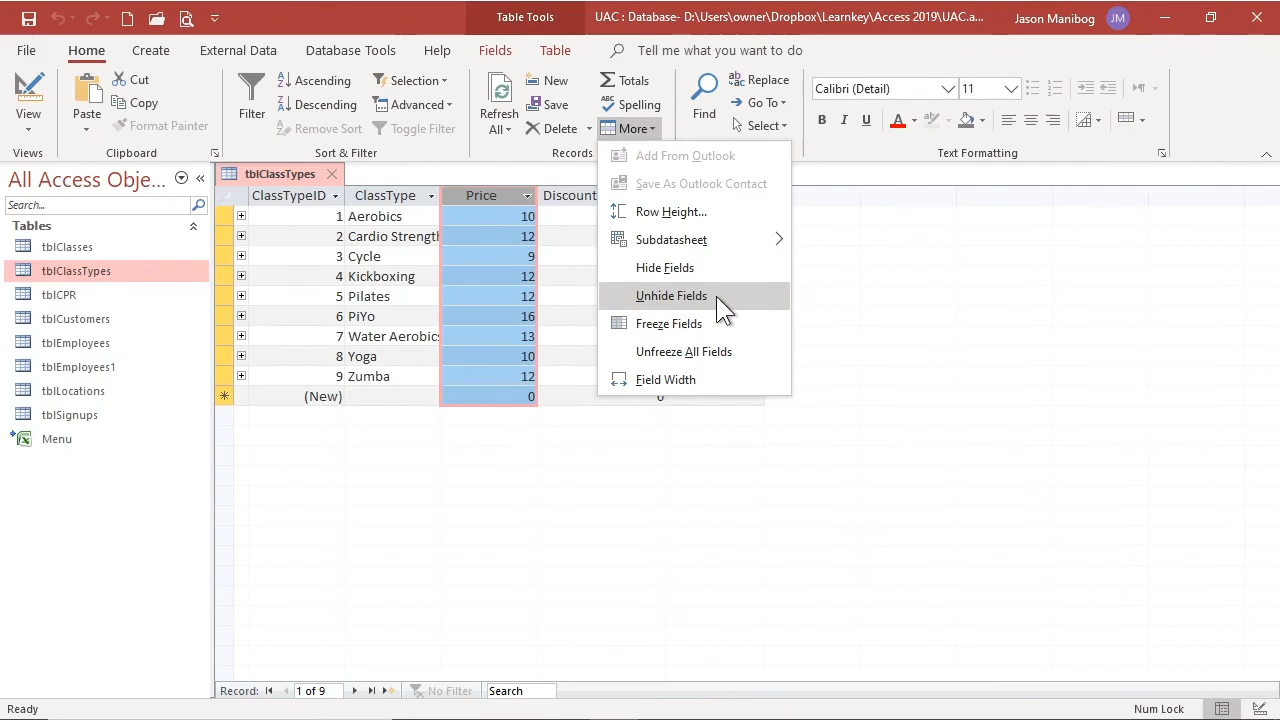 Table Tools
UAC : Database- D:\Users\owner\Dropbox\Learnkey\Access 2019\UAC.a...
Jason Manibog
JM
File
Home
Create
External Data
Database Tools
Help
Fields
Table
Tell me what you want to do
View
Views
Paste
Cut
Copy
Format Painter
Clipboard
Filter
Ascending
Descending
Remove Sort
Selection
Advanced
Toggle Filter
Sort & Filter
Refresh
All
New
Save
Delete
Totals
Spelling
More
Records
Find
Replace
Go To
Select
Calibri (Detail)
11
B I U
Text Formatting
Add From Outlook
Save As Outlook Contact
Row Height...
Subdatasheet
Hide Fields
Unhide Fields
Freeze Fields
Unfreeze All Fields
Field Width
All Access Obje...
Search...
Tables
tblClasses
tblClassTypes
tblCPR
tblCustomers
tblEmployees
tblEmployees1
tblLocations
tblSignups
Menu
tblClassTypes
ClassTypeID ClassType Price Discount
1 Aerobics 10
2 Cardio Strength 12
3 Cycle 9
4 Kickboxing 12
5 Pilates 12
6 PiYo 16
7 Water Aerobics 13
8 Yoga 10
9 Zumba 12
(New) 0 0
Record: 1 of 9 No Filter Search
Ready
Num Lock